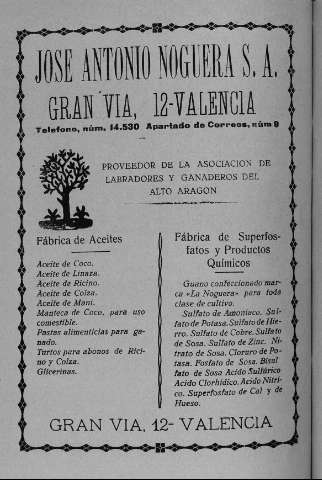 JOSE ANTONIO NOGUERA S. A.
GRAN VIA, 12-VALENCIA
Telefono, núm. 14.530 Apartado de Correos, núm 9
PROVEEDOR DE LA ASOCIACION DE
LABRADORES Y GANADEROS DEL
ALTO ARAGON
Fábrica de Aceites
Aceite de Coco.
Aceite de Linaza.
Aceite de Ricino.
Aceite de Colza.
Aceite de Mani.
Manteca de Coco, para uso
comestible.
Pastas alimenticias para ga-
nado.
Turtos para abonos de Rici-
no y Colza.
Glicerinas.
Fábrica de Superfos-
fatos y Productos
Químicos
Guano confeccionado mar-
ca «La Noguera» para toda
clase de cultivo.
Sulfato de Amoniaco. Sul-
fato de Potasa. Sulfato de Hie-
rro. Sulfato de Cobre. Sulfato
de Sosa. Sulfato de Zinc. Ni-
trato de Sosa. Cloruro de Po-
tasa. Fosfato de Sosa. Bisul
fato de Sosa Acido Sulfúrico
Acido Clorhídico. Acido Nítri-
co. Superfosfato de Cal y de
Hueso.
GRAN VIA, 12- VALENCIA